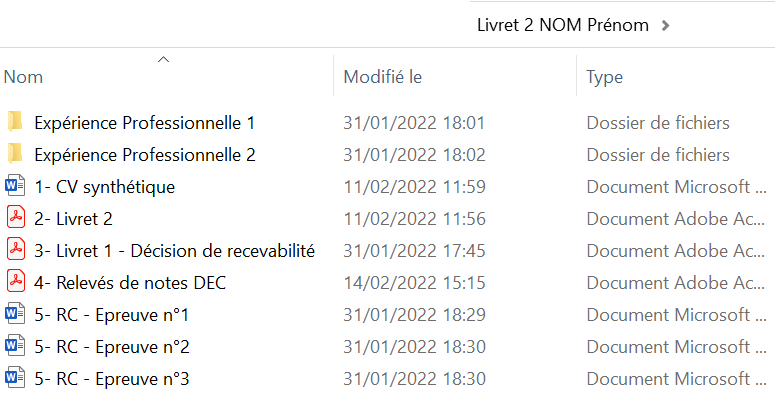 Livret 2 NOM Prénom
Nom Modifié le Type
Expérience Professionnelle 1 31/01/2022 18:01 Dossier de fichiers
Expérience Professionnelle 2 31/01/2022 18:02 Dossier de fichiers
1- CV synthétique 11/02/2022 11:59 Document Microsoft ...
2- Livret 2 11/02/2022 11:56 Document Adobe Ac...
3- Livret 1 - Décision de recevabilité 31/01/2022 17:45 Document Adobe Ac...
4- Relevés de notes DEC 14/02/2022 15:15 Document Adobe Ac...
5- RC - Epreuve n°1 31/01/2022 18:29 Document Microsoft ...
5- RC - Epreuve n°2 31/01/2022 18:30 Document Microsoft ...
5- RC - Epreuve n°3 31/01/2022 18:30 Document Microsoft ...